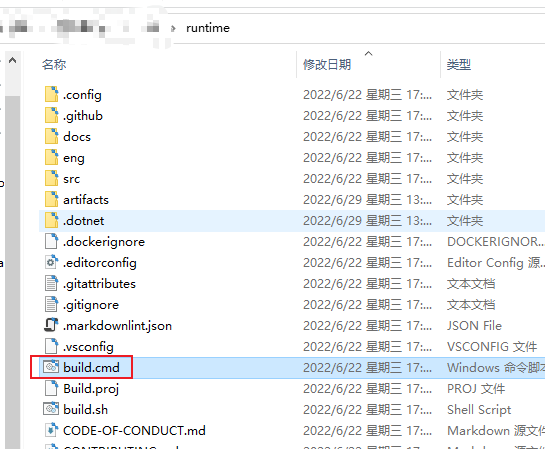 runtime
名称 修改日期 类型
.config 2022/6/22 星期三 17:... 文件夹
.github 2022/6/22 星期三 17:... 文件夹
docs 2022/6/22 星期三 17:... 文件夹
eng 2022/6/22 星期三 17:... 文件夹
src 2022/6/22 星期三 17:... 文件夹
artifacts 2022/6/29 星期三 13:... 文件夹
.dotnet 2022/6/29 星期三 13:... 文件夹
.dockerignore 2022/6/22 星期三 17:... DOCKERIGNOR...
.editorconfig 2022/6/22 星期三 17:... Editor Config 源...
.gitattributes 2022/6/22 星期三 17:... 文本文档
.gitignore 2022/6/22 星期三 17:... 文本文档
.markdownlint.json 2022/6/22 星期三 17:... JSON File
.vsconfig 2022/6/22 星期三 17:... VSCONFIG 文件
build.cmd 2022/6/22 星期三 17:... Windows 命令脚本
Build.proj 2022/6/22 星期三 17:... PROJ 文件
build.sh 2022/6/22 星期三 17:... Shell Script
CODE-OF-CONDUCT.md 2022/6/22 星期三 17:... Markdown 源文件